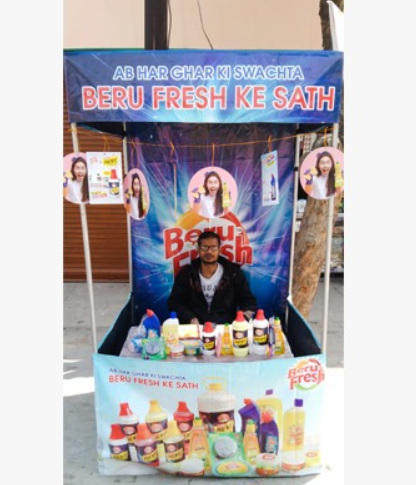 AB HAR GHAR KI SWACHTA
BERU FRESH KE SATH
Beru
Fresh
AB HAR GHAR KI SWACHTA
BERU FRESH KE SATH
Beru
Fresh